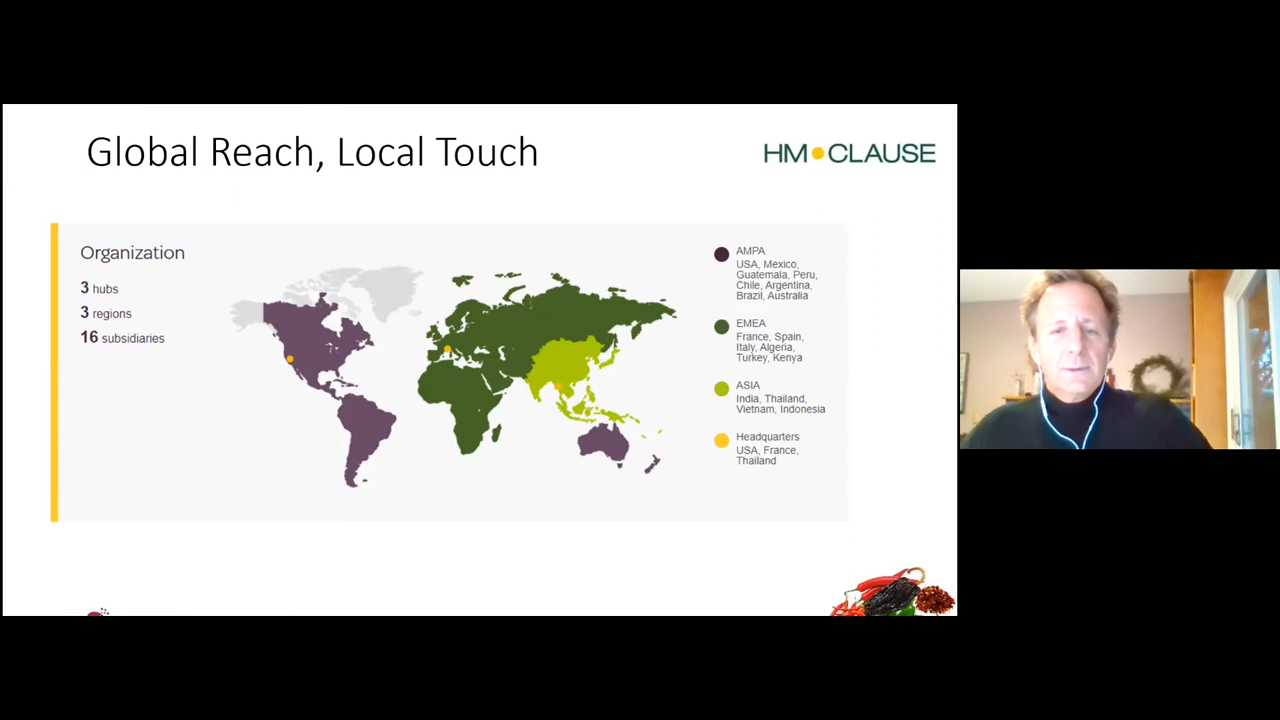 Global Reach, Local Touch
HM CLAUSE
Organization
3 hubs
3 regions
16 subsidiaries
AMPA
USA, Mexico,
Guatemala, Peru,
Chile, Argentina,
Brazil, Australia
EMEA
France, Spain,
Italy, Algeria,
Turkey, Kenya
ASIA
India, Thailand,
Vietnam, Indonesia
Headquarters
USA, France,
Thailand